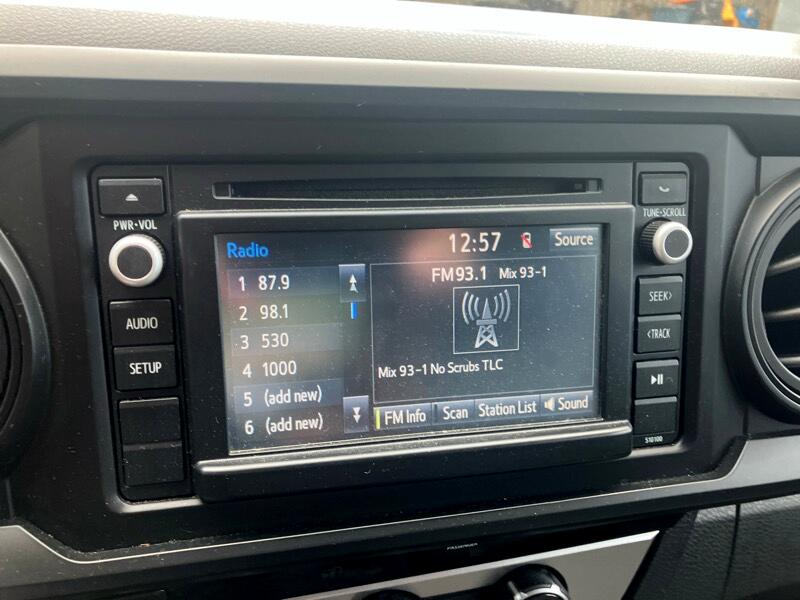 PWR•VOL
AUDIO
SETUP
Radio
12:57
Source
1 87.9
2 98.1
3 530
4 1000
5 (add new)
6 (add new)
FM93.1 Mix 93-1
Mix 93-1 No Scrubs TLC
FM Info
Scan
Station List
Sound
TUNE•SCROLL
SEEK>
<TRACK
510100
PASSENGER